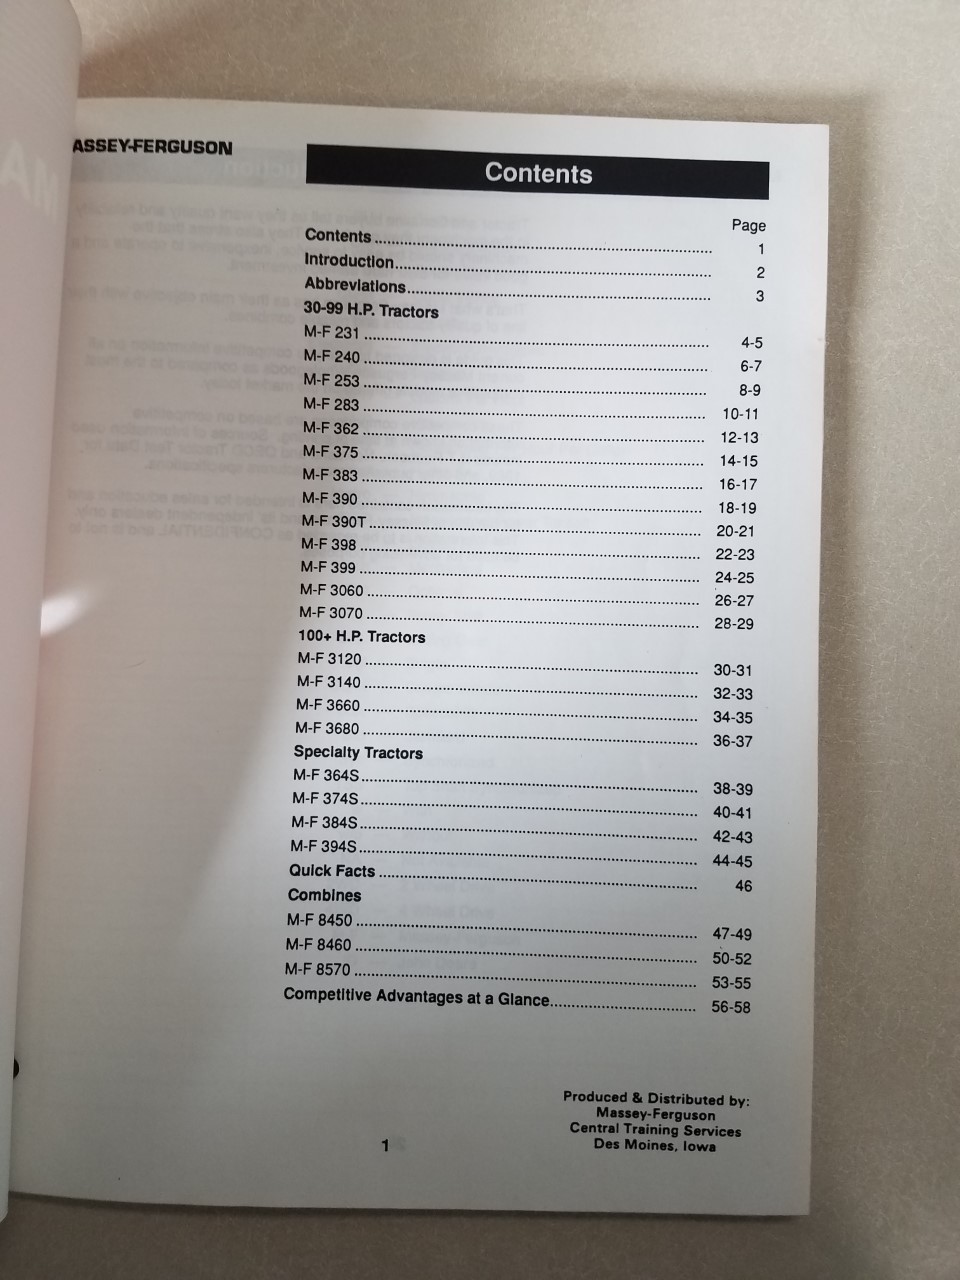 ASSEY-FERGUSON
Contents
Page
Contents ........ 1
Introduction ........ 2
Abbreviations ........ 3
30-99 H.P. Tractors
M-F 231 ........ 4-5
M-F 240 ........ 6-7
M-F 253 ........ 8-9
M-F 283 ........ 10-11
M-F 362 ........ 12-13
M-F 375 ........ 14-15
M-F 383 ........ 16-17
M-F 390 ........ 18-19
M-F 390T ........ 20-21
M-F 398 ........ 22-23
M-F 399 ........ 24-25
M-F 3060 ........ 26-27
M-F 3070 ........ 28-29
100+ H.P. Tractors
M-F 3120 ........ 30-31
M-F 3140 ........ 32-33
M-F 3660 ........ 34-35
M-F 3680 ........ 36-37
Specialty Tractors
M-F 364S ........ 38-39
M-F 374S ........ 40-41
M-F 384S ........ 42-43
M-F 394S ........ 44-45
Quick Facts ........ 46
Combines
M-F 8450 ........ 47-49
M-F 8460 ........ 50-52
M-F 8570 ........ 53-55
Competitive Advantages at a Glance ........ 56-58
Produced & Distributed by:
Massey-Ferguson
Central Training Services
Des Moines, Iowa
1